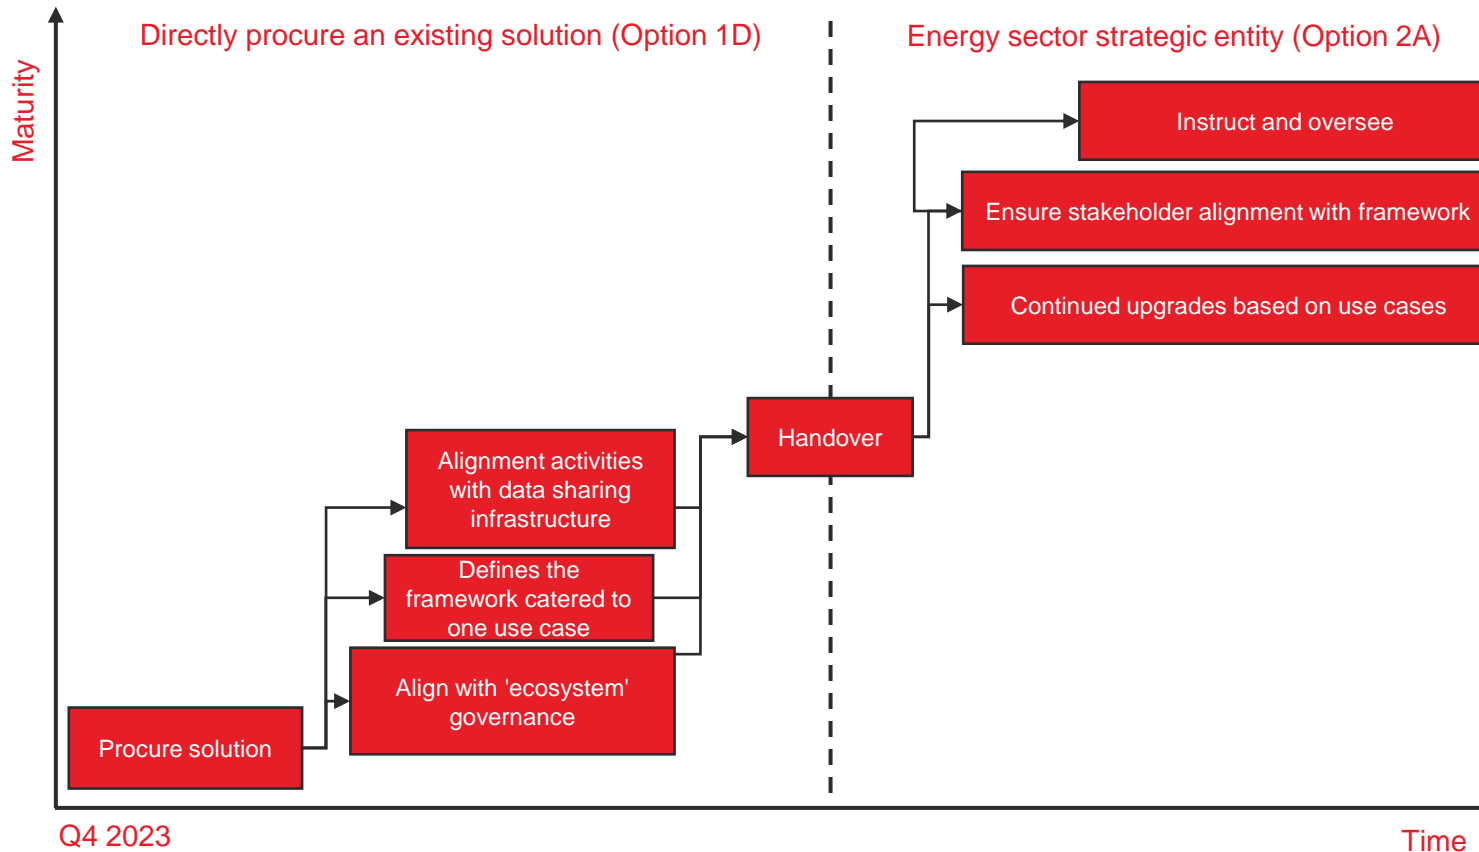 Directly procure an existing solution (Option 1D)
Energy sector strategic entity (Option 2A)
Maturity
Instruct and oversee
Ensure stakeholder alignment with framework
Continued upgrades based on use cases
Handover
Alignment activities
with data sharing
infrastructure
Defines the
framework catered to
one use case
Align with 'ecosystem'
governance
Procure solution
Q4 2023
Time